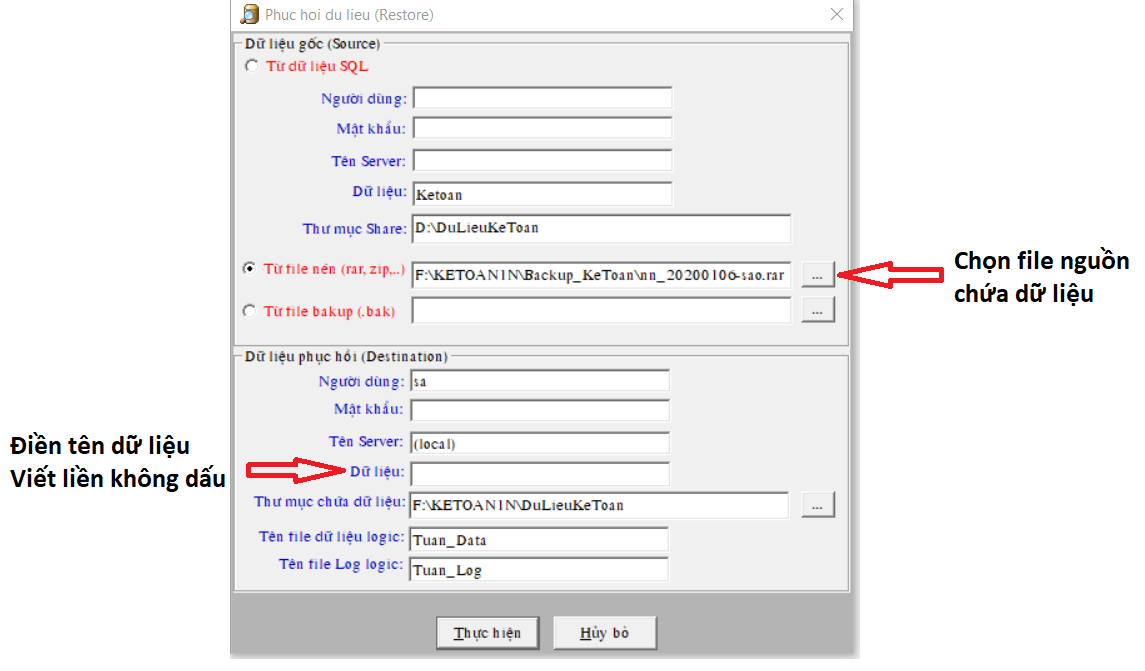 Phuc hoi du lieu (Restore)
Dữ liệu gốc (Source)
Từ dữ liệu SQL
Người dùng:
Mật khẩu:
Tên Server:
Dữ liệu: Ketoan
Thư mục Share: D:\DuLieuKeToan
Từ file nén (rar, zip,..) F:\KETOAN1N\Backup_KeToan\nn_20200106-sao.rar ...
Chọn file nguồn
chứa dữ liệu
Từ file bakup (.bak) ...
Dữ liệu phục hồi (Destination)
Người dùng: sa
Mật khẩu:
Tên Server: (local)
Điền tên dữ liệu
Viết liền không dấu
Dữ liệu:
Thư mục chứa dữ liệu: F:\KETOAN1N\DuLieuKeToan ...
Tên file dữ liệu logic: Tuan_Data
Tên file Log logic: Tuan_Log
Thực hiện Hủy bỏ